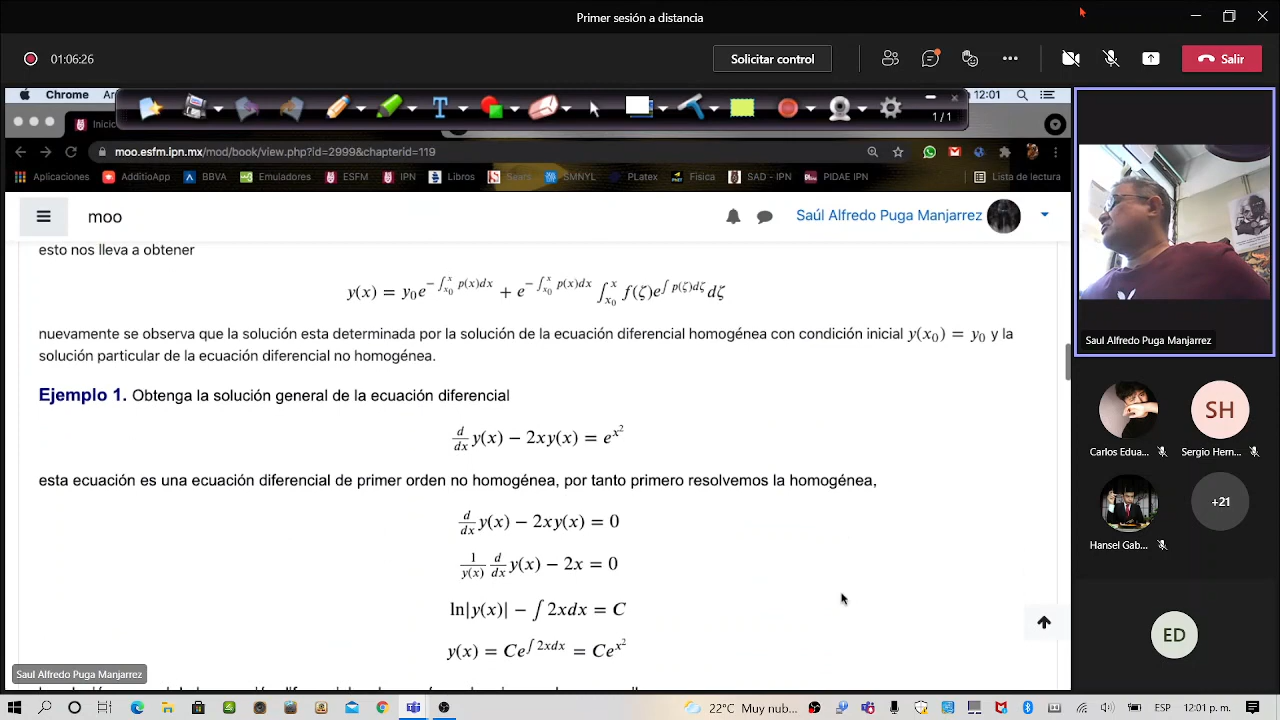 Primer sesión a distancia
01:06:26
Solicitar control
Salir
Chrome
12:01
1 / 1
Inic
moo.esfm.ipn.mx/mod/book/view.php?id=2999&chapterid=119
Aplicaciones AdditioApp BBVA Emuladores ESFM IPN Libros Sears SMNYL PLatex Fisica SAD - IPN PIDAE IPN Lista de lectura
moo
Saúl Alfredo Puga Manjarrez
esto nos lleva a obtener
y(x) = y₀e^{−∫_{x₀}^{x} p(x)dx} + e^{−∫_{x₀}^{x} p(x)dx} ∫_{x₀}^{x} f(ζ)e^{∫ p(ζ)dζ}dζ
nuevamente se observa que la solución esta determinada por la solución de la ecuación diferencial homogénea con condición inicial y(x₀) = y₀ y la
solución particular de la ecuación diferencial no homogénea.
Ejemplo 1. Obtenga la solución general de la ecuación diferencial
d/dx y(x) − 2xy(x) = e^{x²}
esta ecuación es una ecuación diferencial de primer orden no homogénea, por tanto primero resolvemos la homogénea,
d/dx y(x) − 2xy(x) = 0
1/y(x) d/dx y(x) − 2x = 0
ln|y(x)| − ∫ 2xdx = C
y(x) = Ce^{∫ 2xdx} = Ce^{x²}
Saul Alfredo Puga Manjarrez
Saul Alfredo Puga Manjarrez
SH
Carlos Edua...
Sergio Hern...
+21
Hansel Gab...
ED
22°C Muy nub...
ESP
12:01 p. m.